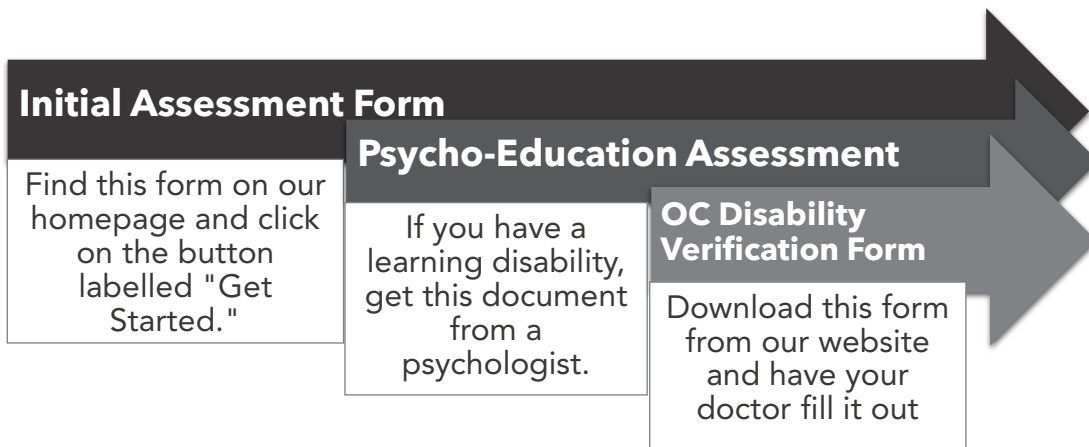 Initial Assessment Form
Find this form on our
homepage and click
on the button
labelled "Get
Started."
Psycho-Education Assessment
If you have a
learning disability,
get this document
from a
psychologist.
OC Disability
Verification Form
Download this form
from our website
and have your
doctor fill it out